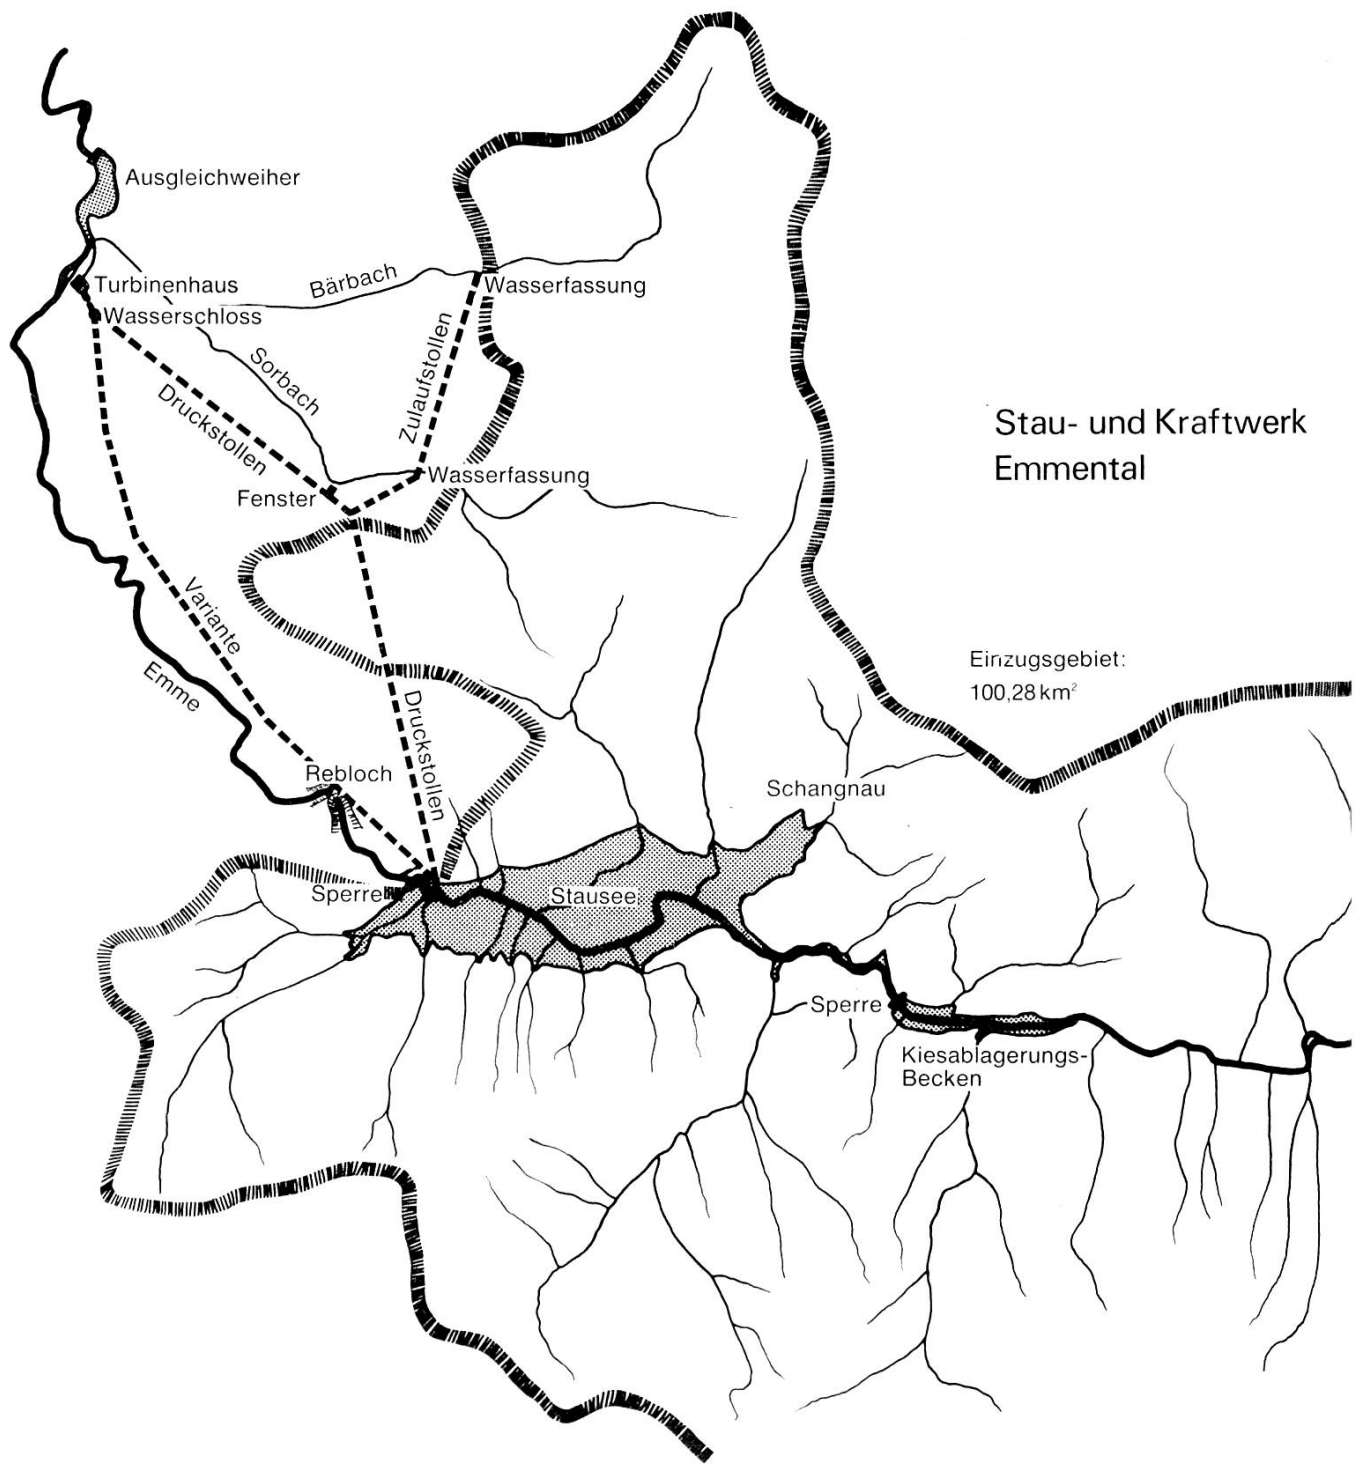 Ausgleichweiher
Turbinenhaus
Bärbach
Wasserfassung
Wasserschloss
Zulaufstollen
Sorbach
Druckstollen
Stau- und Kraftwerk
Emmental
Wasserfassung
Fenster
Variante
Emme
Einzugsgebiet:
100,28 km²
Druckstollen
Rebloch
Schangnau
Sperre
Stausee
Sperre
Kiesablagerungs-
Becken